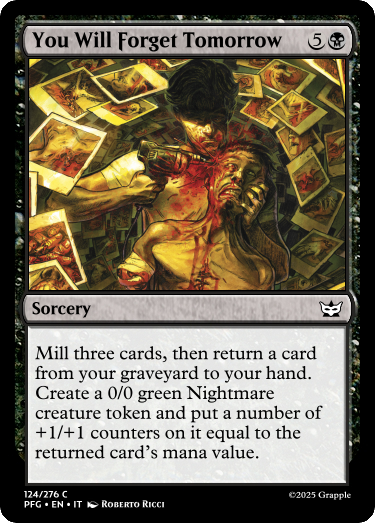 You Will Forget Tomorrow 5
Sorcery
Mill three cards, then return a card
from your graveyard to your hand.
Create a 0/0 green Nightmare
creature token and put a number of
+1/+1 counters on it equal to the
returned card's mana value.
124/276 C
PFG • EN • IT Roberto Ricci
©2025 Grapple